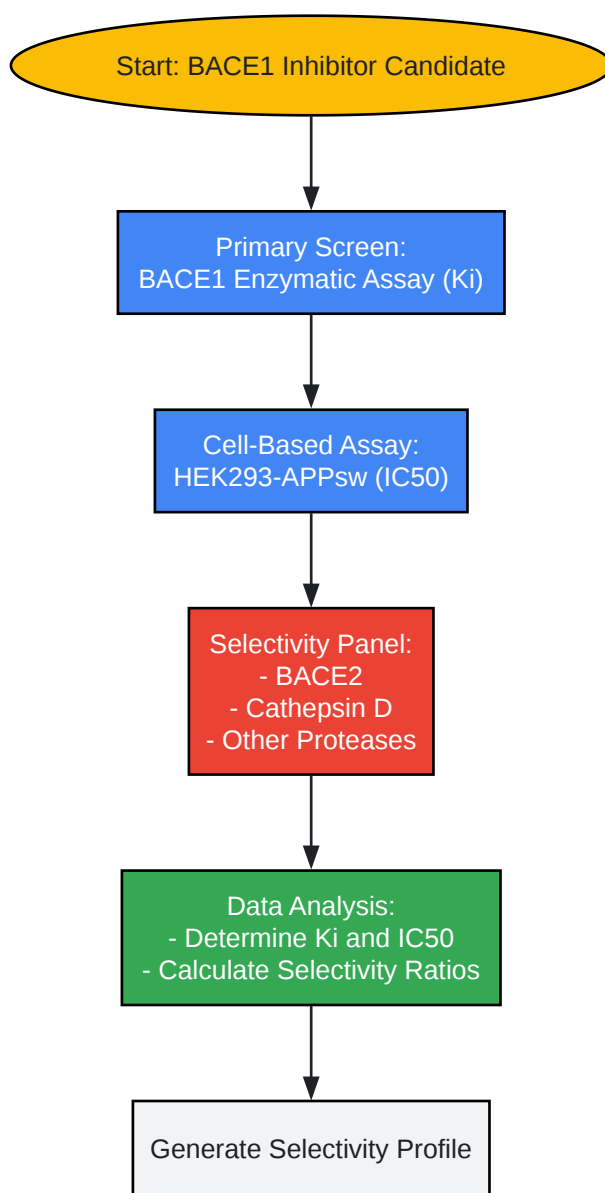 Start: BACE1 Inhibitor Candidate
Primary Screen:
BACE1 Enzymatic Assay (Ki)
Cell-Based Assay:
HEK293-APPsw (IC50)
Selectivity Panel:
- BACE2
- Cathepsin D
- Other Proteases
Data Analysis:
- Determine Ki and IC50
- Calculate Selectivity Ratios
Generate Selectivity Profile